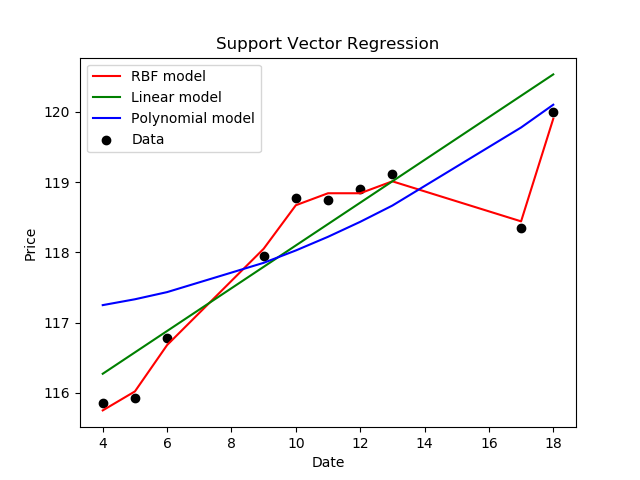 Support Vector Regression
RBF model
Linear model
Polynomial model
Data
Price
120
119
118
117
116
4
6
8
10
12
14
16
18
Date